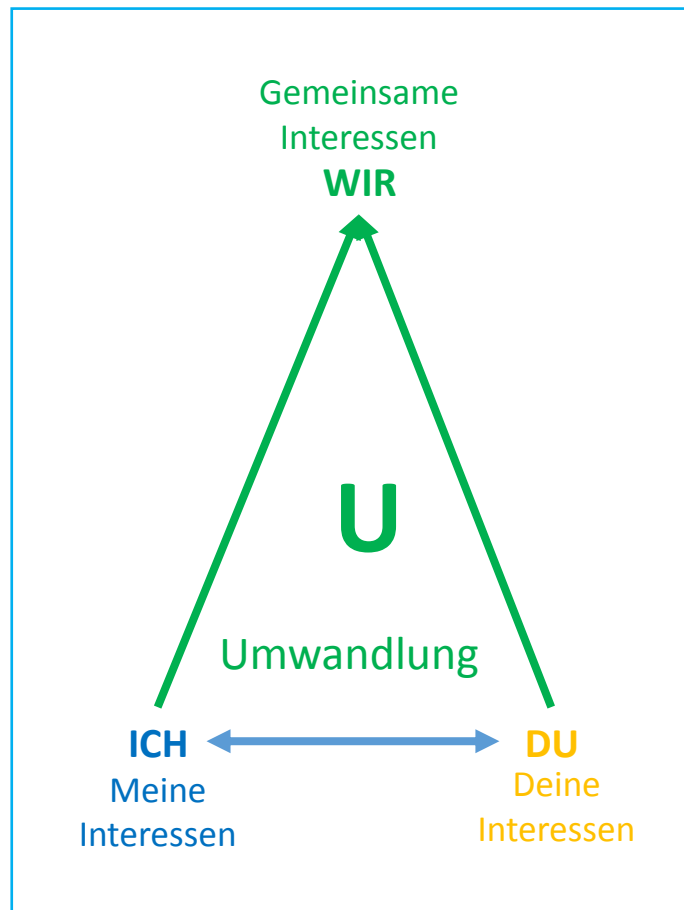 Gemeinsame
Interessen
WIR
U
Umwandlung
ICH
Meine
Interessen
DU
Deine
Interessen